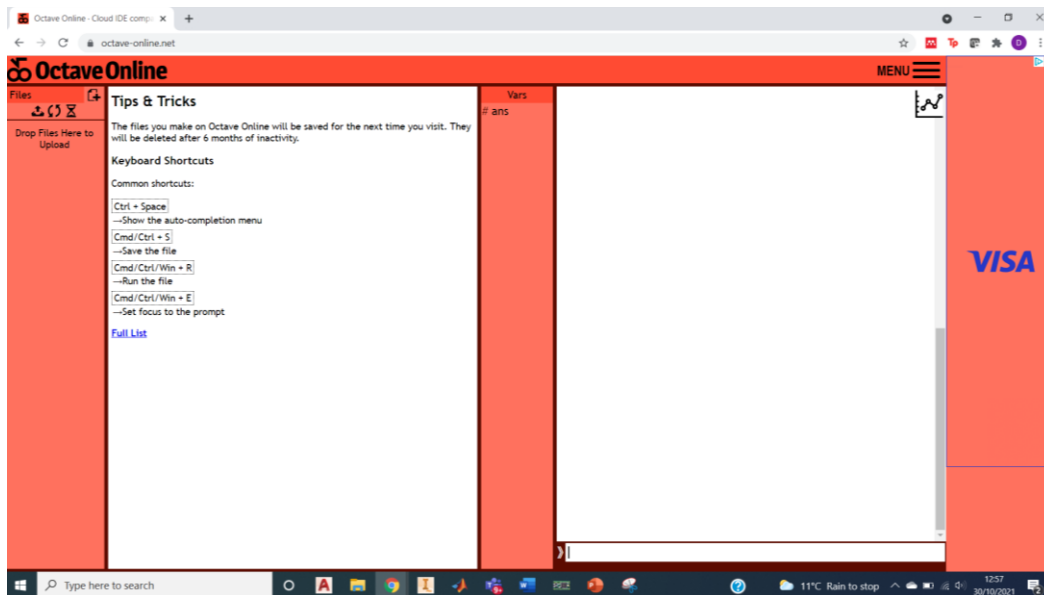 Octave Online - Cloud IDE comp
octave-online.net
Tp
D
Octave Online
MENU
Files
Drop Files Here to
Upload
Tips & Tricks
The files you make on Octave Online will be saved for the next time you visit. They
will be deleted after 6 months of inactivity.
Keyboard Shortcuts
Common shortcuts:
Ctrl + Space
→Show the auto-completion menu
Cmd/Ctrl + S
→Save the file
Cmd/Ctrl/Win + R
→Run the file
Cmd/Ctrl/Win + E
→Set focus to the prompt
Full List
Vars
# ans
VISA
Type here to search
11°C Rain to stop
12:57
30/10/2021